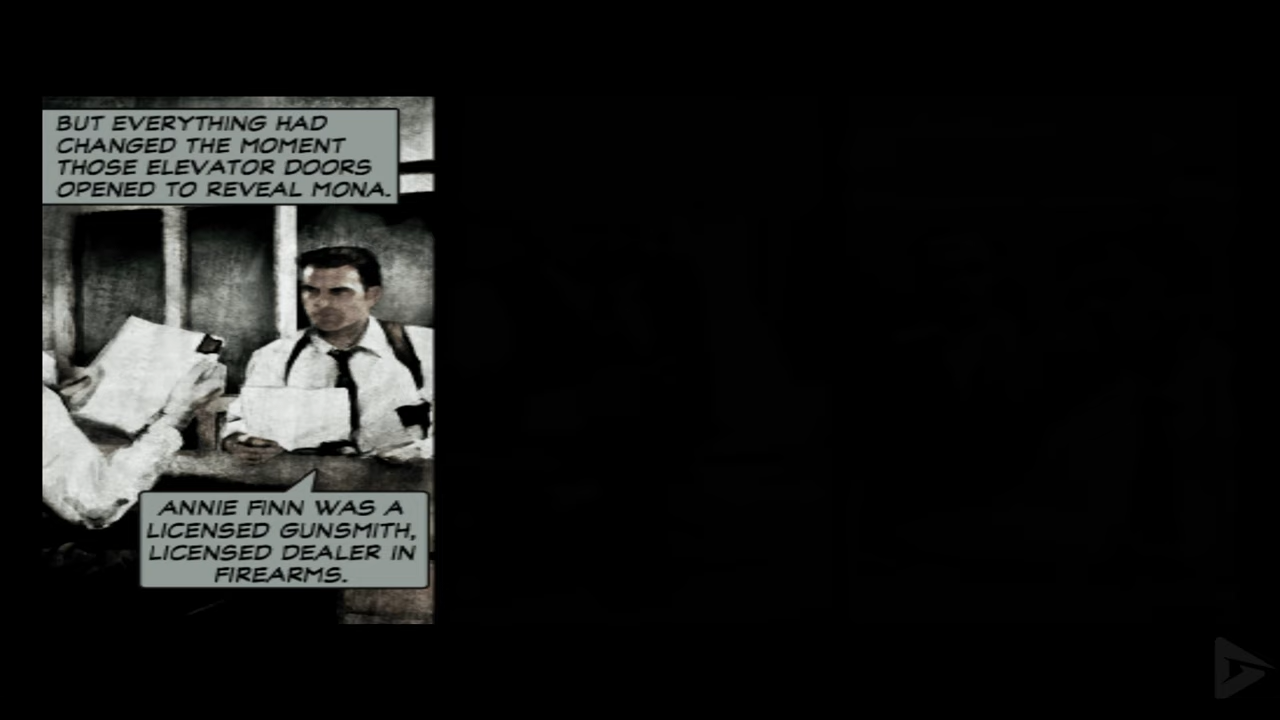 BUT EVERYTHING HAD
CHANGED THE MOMENT
THOSE ELEVATOR DOORS
OPENED TO REVEAL MONA.
ANNIE FINN WAS A
LICENSED GUNSMITH,
LICENSED DEALER IN
FIREARMS.